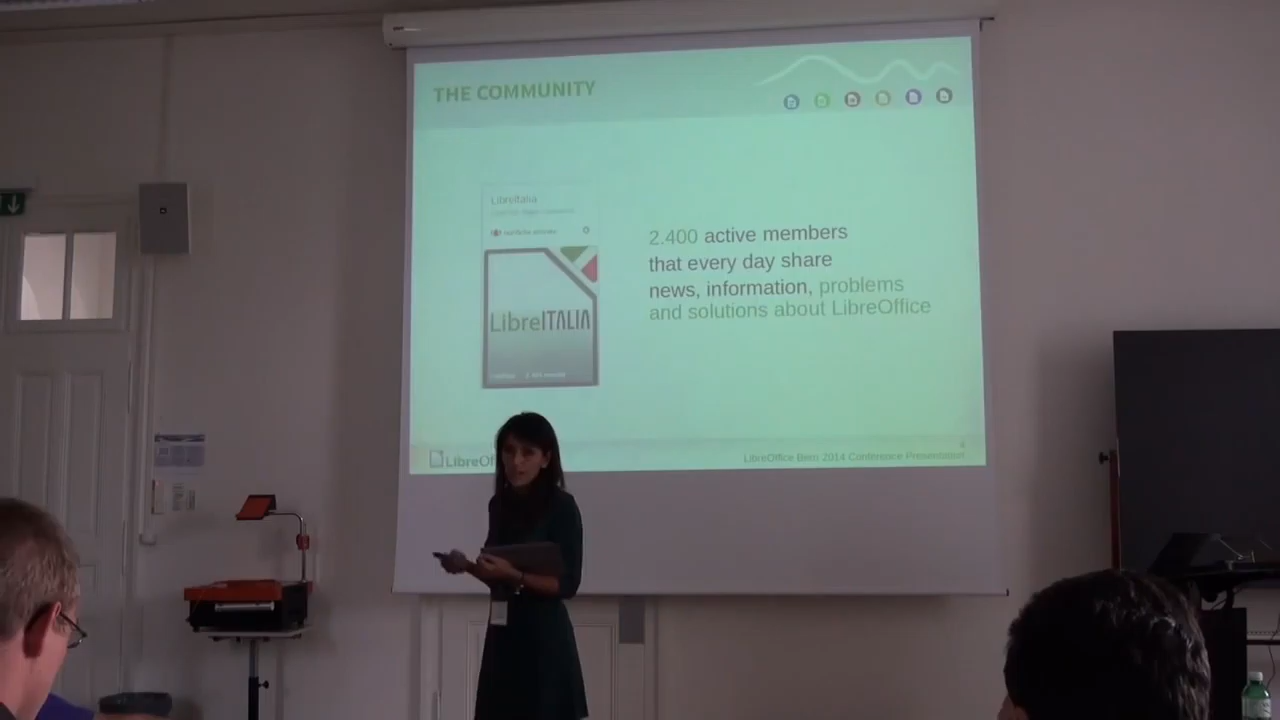 THE COMMUNITY
LibreItalia
LibreITALIA
2.400 active members
that every day share
news, information, problems
and solutions about LibreOffice
LibreOf
LibreOffice Bern 2014 Conference Presentation